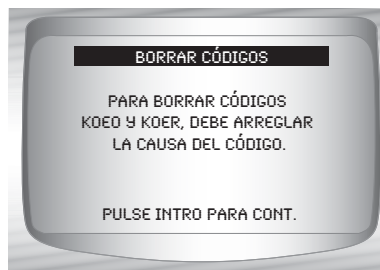 BORRAR CÓDIGOS
PARA BORRAR CÓDIGOS
KOEO Y KOER, DEBE ARREGLAR
LA CAUSA DEL CÓDIGO.
PULSE INTRO PARA CONT.